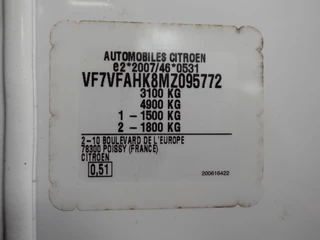 AUTOMOBILES CITROEN
e2*2007/46*0531
VF7VFAHK8MZ095772
3100 KG
4900 KG
1 - 1500 KG
2 - 1800 KG
2-10 BOULEVARD DE L'EUROPE
78300 POISSY (FRANCE)
CITROEN
0.51
200616422